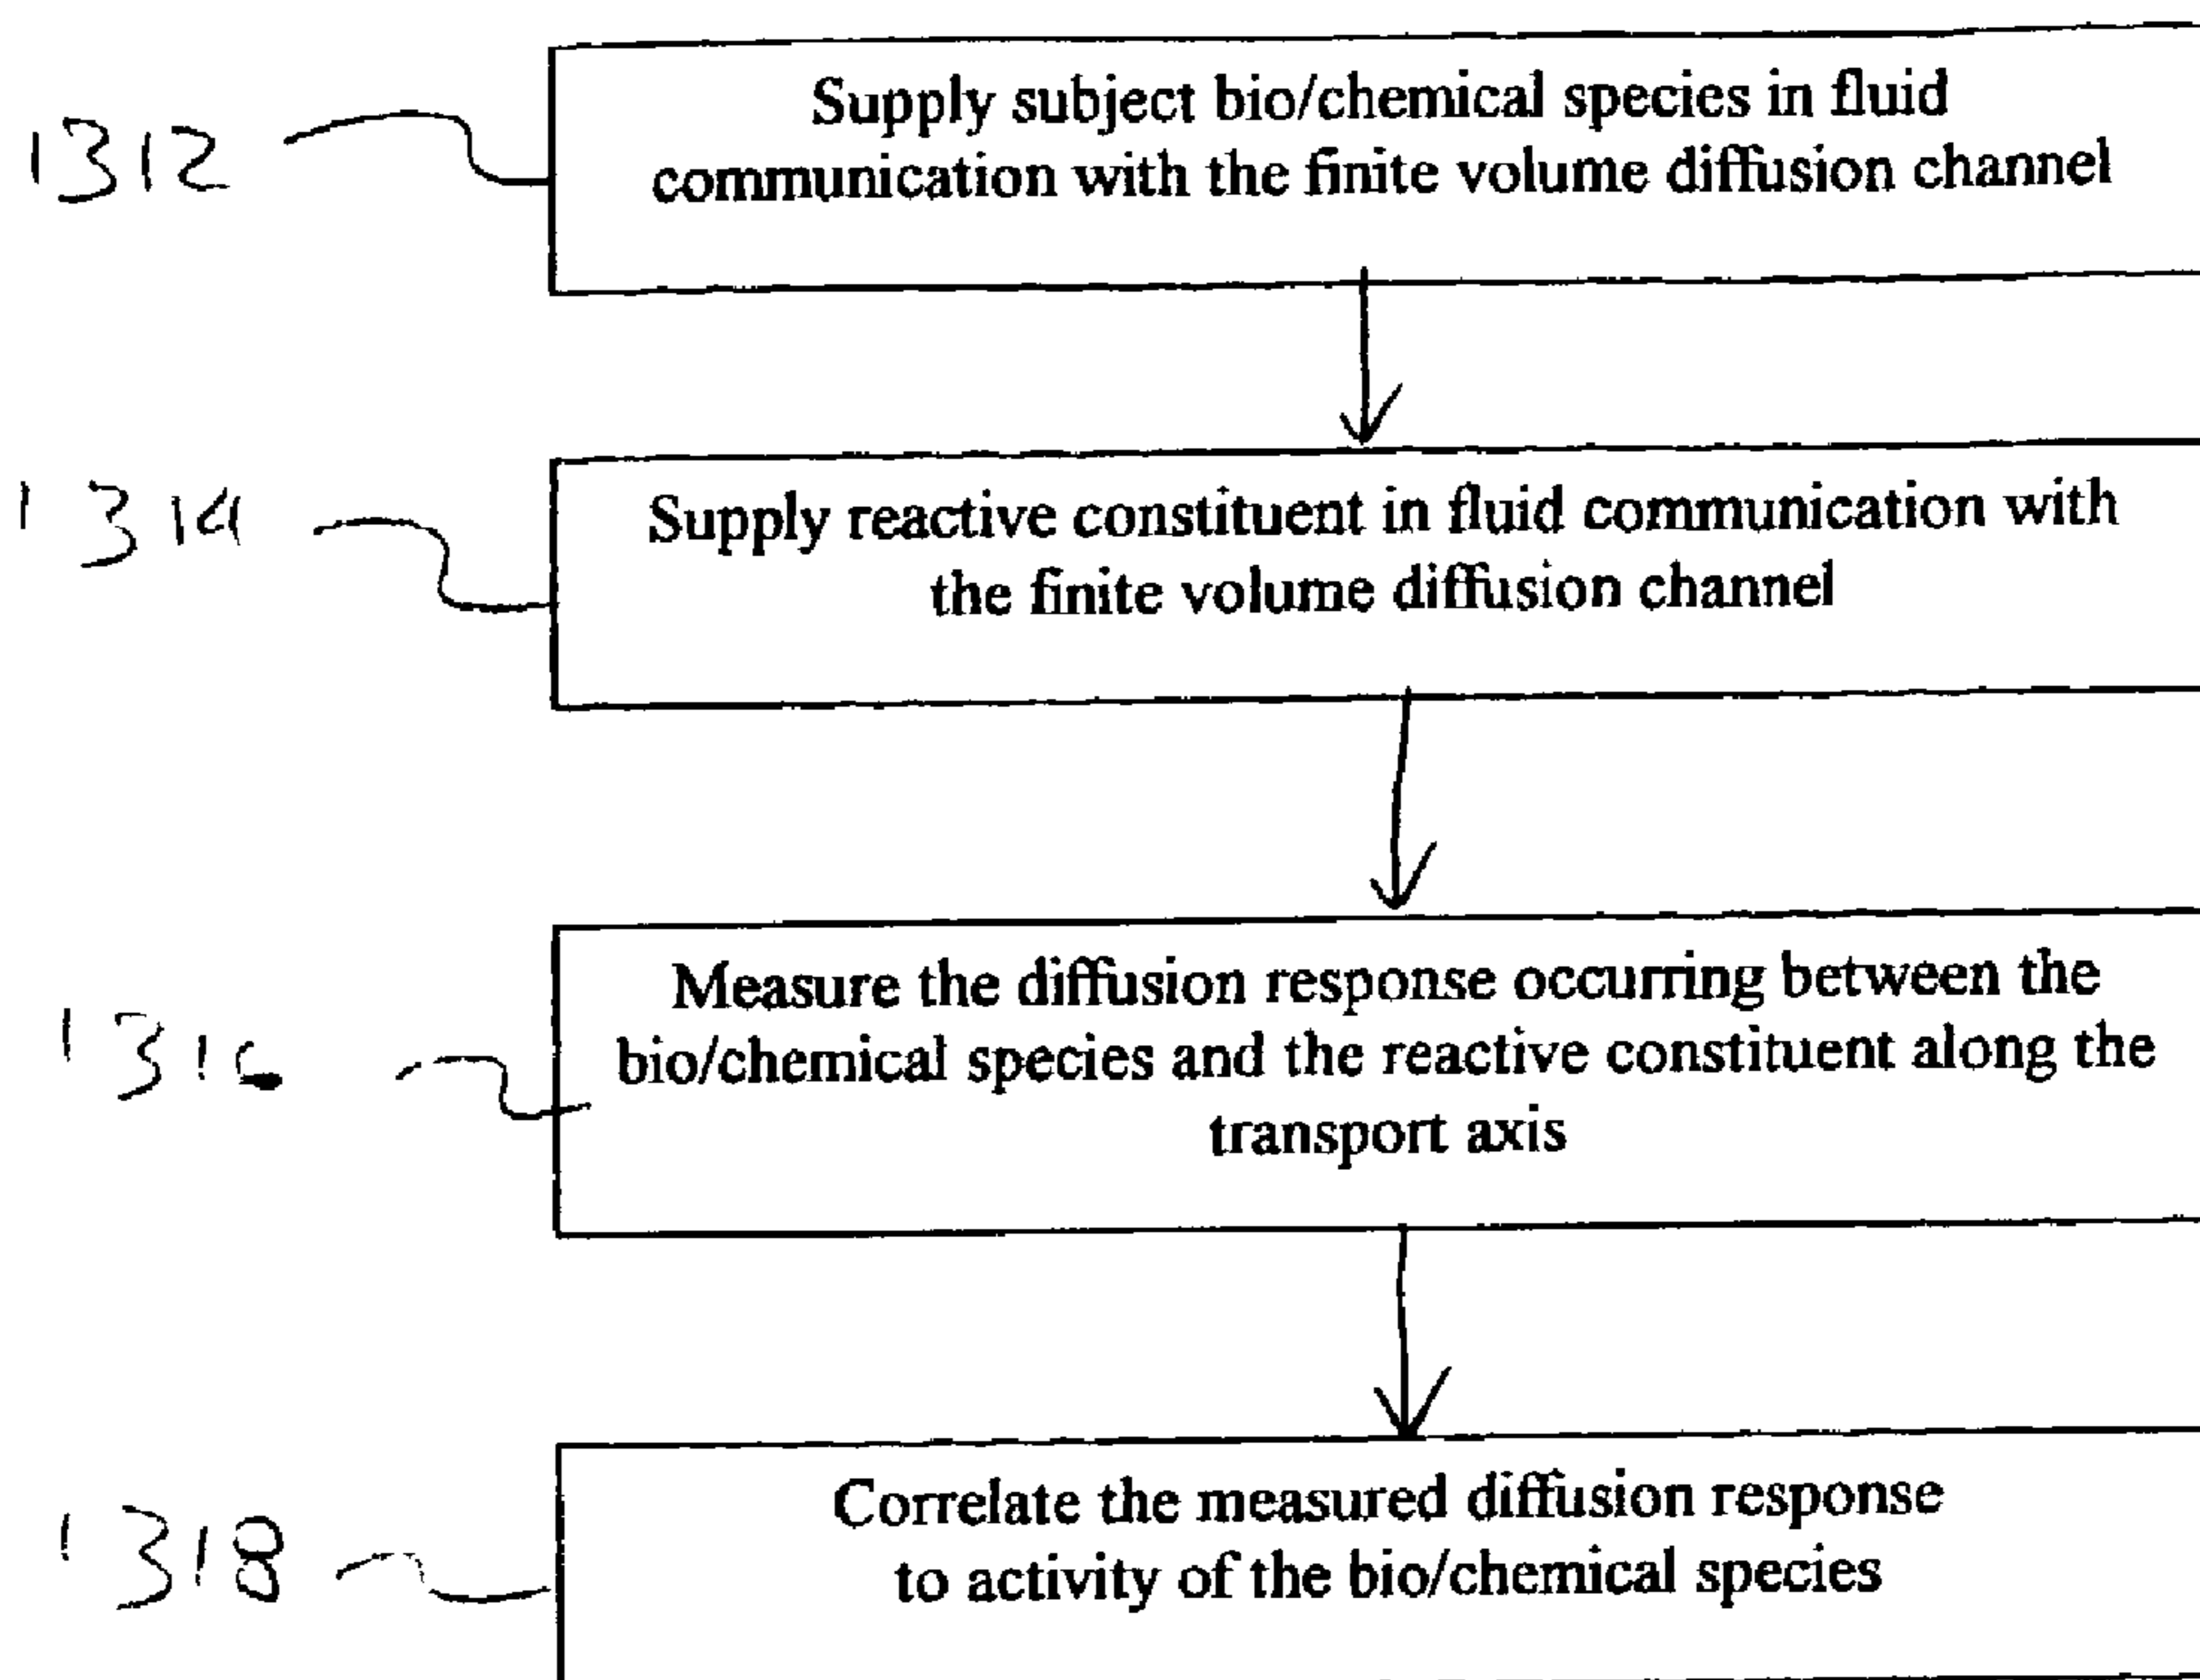 1312
Supply subject bio/chemical species in fluid
communication with the finite volume diffusion channel
1314
Supply reactive constituent in fluid communication with
the finite volume diffusion channel
1316
Measure the diffusion response occurring between the
bio/chemical species and the reactive constituent along the
transport axis
1318
Correlate the measured diffusion response
to activity of the bio/chemical species